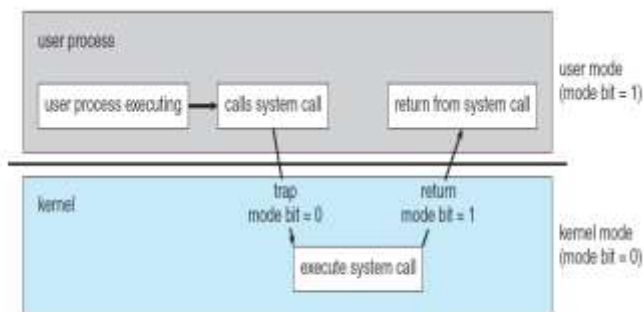 user process
user process executing
calls system call
return from system call
user mode
(mode bit = 1)
kernel
trap
mode bit = 0
return
mode bit = 1
execute system call
kernel mode
(mode bit = 0)